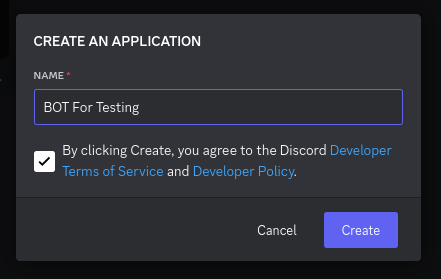 CREATE AN APPLICATION
NAME *
BOT For Testing
By clicking Create, you agree to the Discord Developer
Terms of Service and Developer Policy.
Cancel
Create